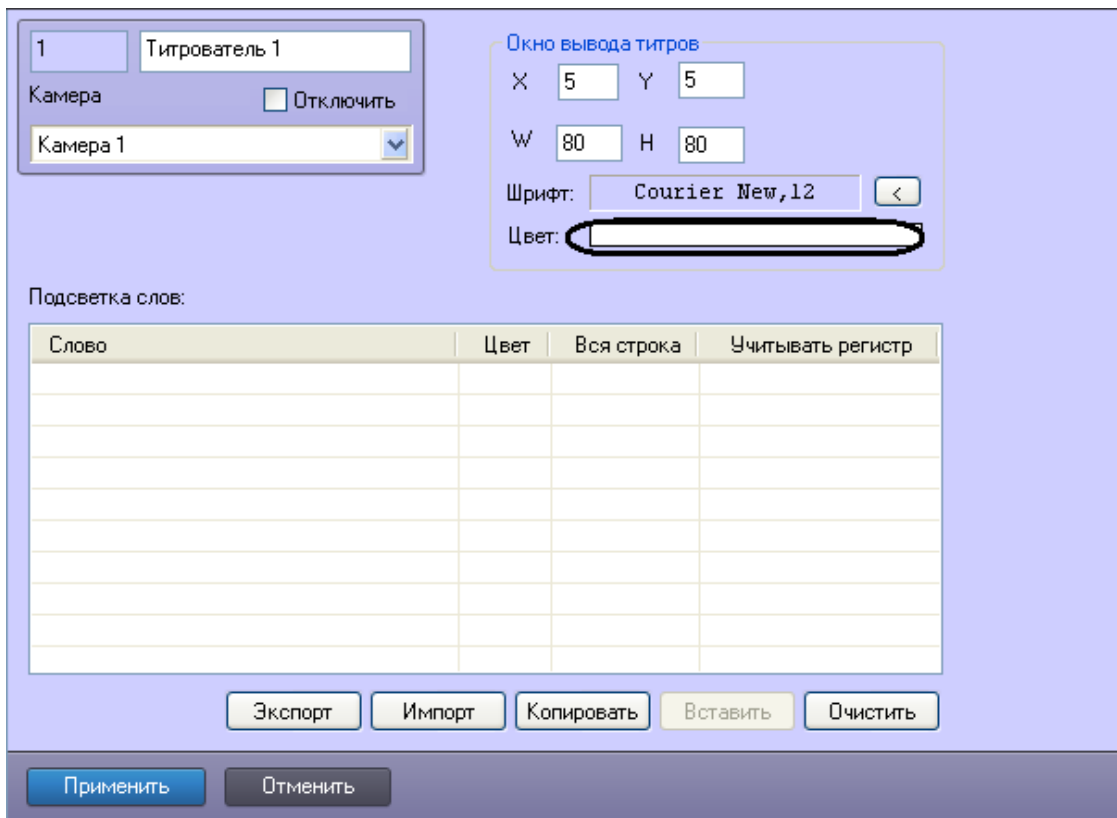 1 Титрователь 1
Камера Отключить
Камера 1
Окно вывода титров
X 5 Y 5
W 80 H 80
Шрифт: Courier New,12 <
Цвет:
Подсветка слов:
Слово Цвет Вся строка Учитывать регистр
Экспорт Импорт Копировать Вставить Очистить
Применить Отменить